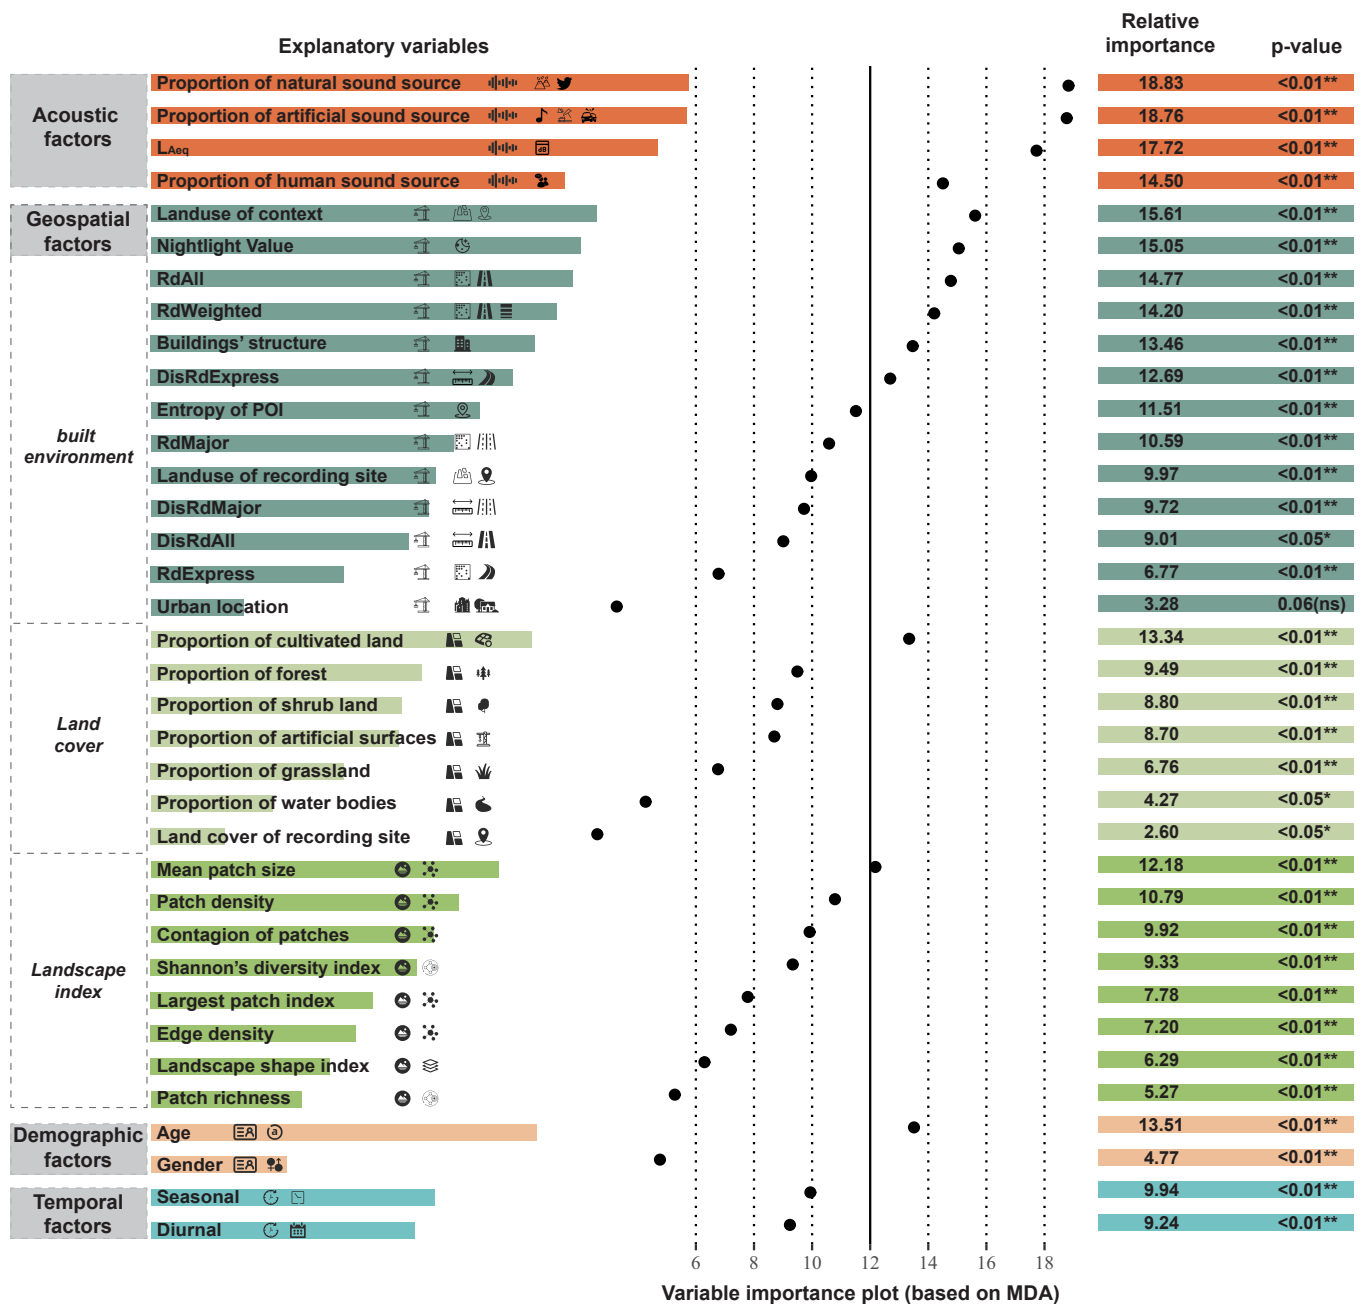 Explanatory variables
Relative importance
p-value
Acoustic factors
Proportion of natural sound source 18.83 <0.01**
Proportion of artificial sound source 18.76 <0.01**
LAeq 17.72 <0.01**
Proportion of human sound source 14.50 <0.01**
Geospatial factors
built environment
Landuse of context 15.61 <0.01**
Nightlight Value 15.05 <0.01**
RdAll 14.77 <0.01**
RdWeighted 14.20 <0.01**
Buildings' structure 13.46 <0.01**
DisRdExpress 12.69 <0.01**
Entropy of POI 11.51 <0.01**
RdMajor 10.59 <0.01**
Landuse of recording site 9.97 <0.01**
DisRdMajor 9.72 <0.01**
DisRdAll 9.01 <0.05*
RdExpress 6.77 <0.01**
Urban location 3.28 0.06(ns)
Land cover
Proportion of cultivated land 13.34 <0.01**
Proportion of forest 9.49 <0.01**
Proportion of shrub land 8.80 <0.01**
Proportion of artificial surfaces 8.70 <0.01**
Proportion of grassland 6.76 <0.01**
Proportion of water bodies 4.27 <0.05*
Land cover of recording site 2.60 <0.05*
Landscape index
Mean patch size 12.18 <0.01**
Patch density 10.79 <0.01**
Contagion of patches 9.92 <0.01**
Shannon's diversity index 9.33 <0.01**
Largest patch index 7.78 <0.01**
Edge density 7.20 <0.01**
Landscape shape index 6.29 <0.01**
Patch richness 5.27 <0.01**
Demographic factors
Age 13.51 <0.01**
Gender 4.77 <0.01**
Temporal factors
Seasonal 9.94 <0.01**
Diurnal 9.24 <0.01**
6 8 10 12 14 16 18
Variable importance plot (based on MDA)